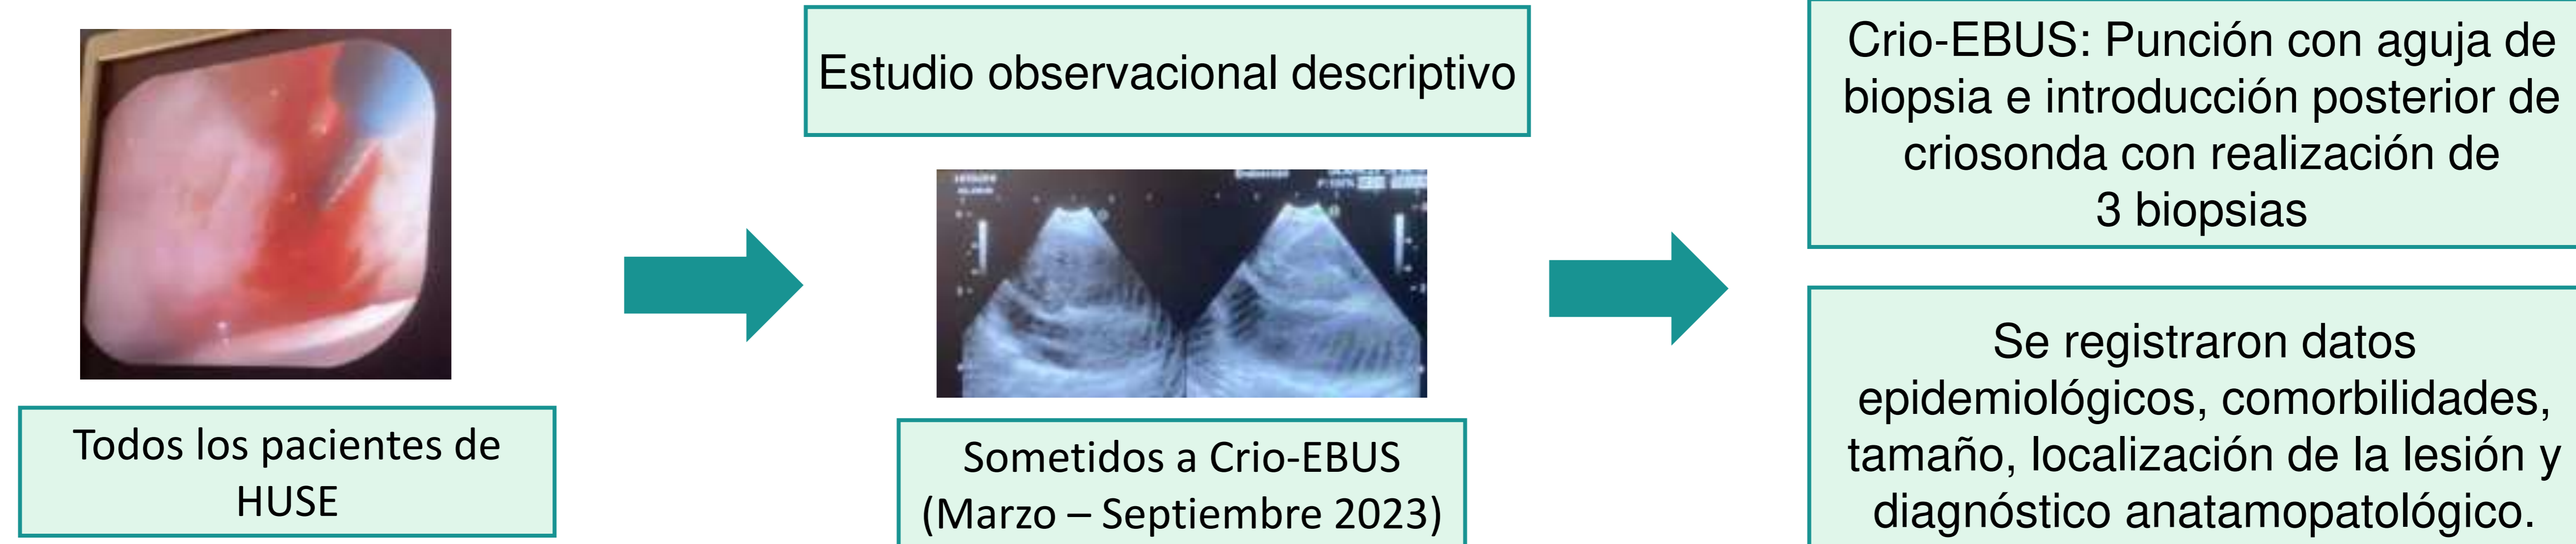 Todos los pacientes de
HUSE
Estudio observacional descriptivo
Sometidos a Crio-EBUS
(Marzo – Septiembre 2023)
Crio-EBUS: Punción con aguja de
biopsia e introducción posterior de
criosonda con realización de
3 biopsias
Se registraron datos
epidemiológicos, comorbilidades,
tamaño, localización de la lesión y
diagnóstico anatamopatológico.